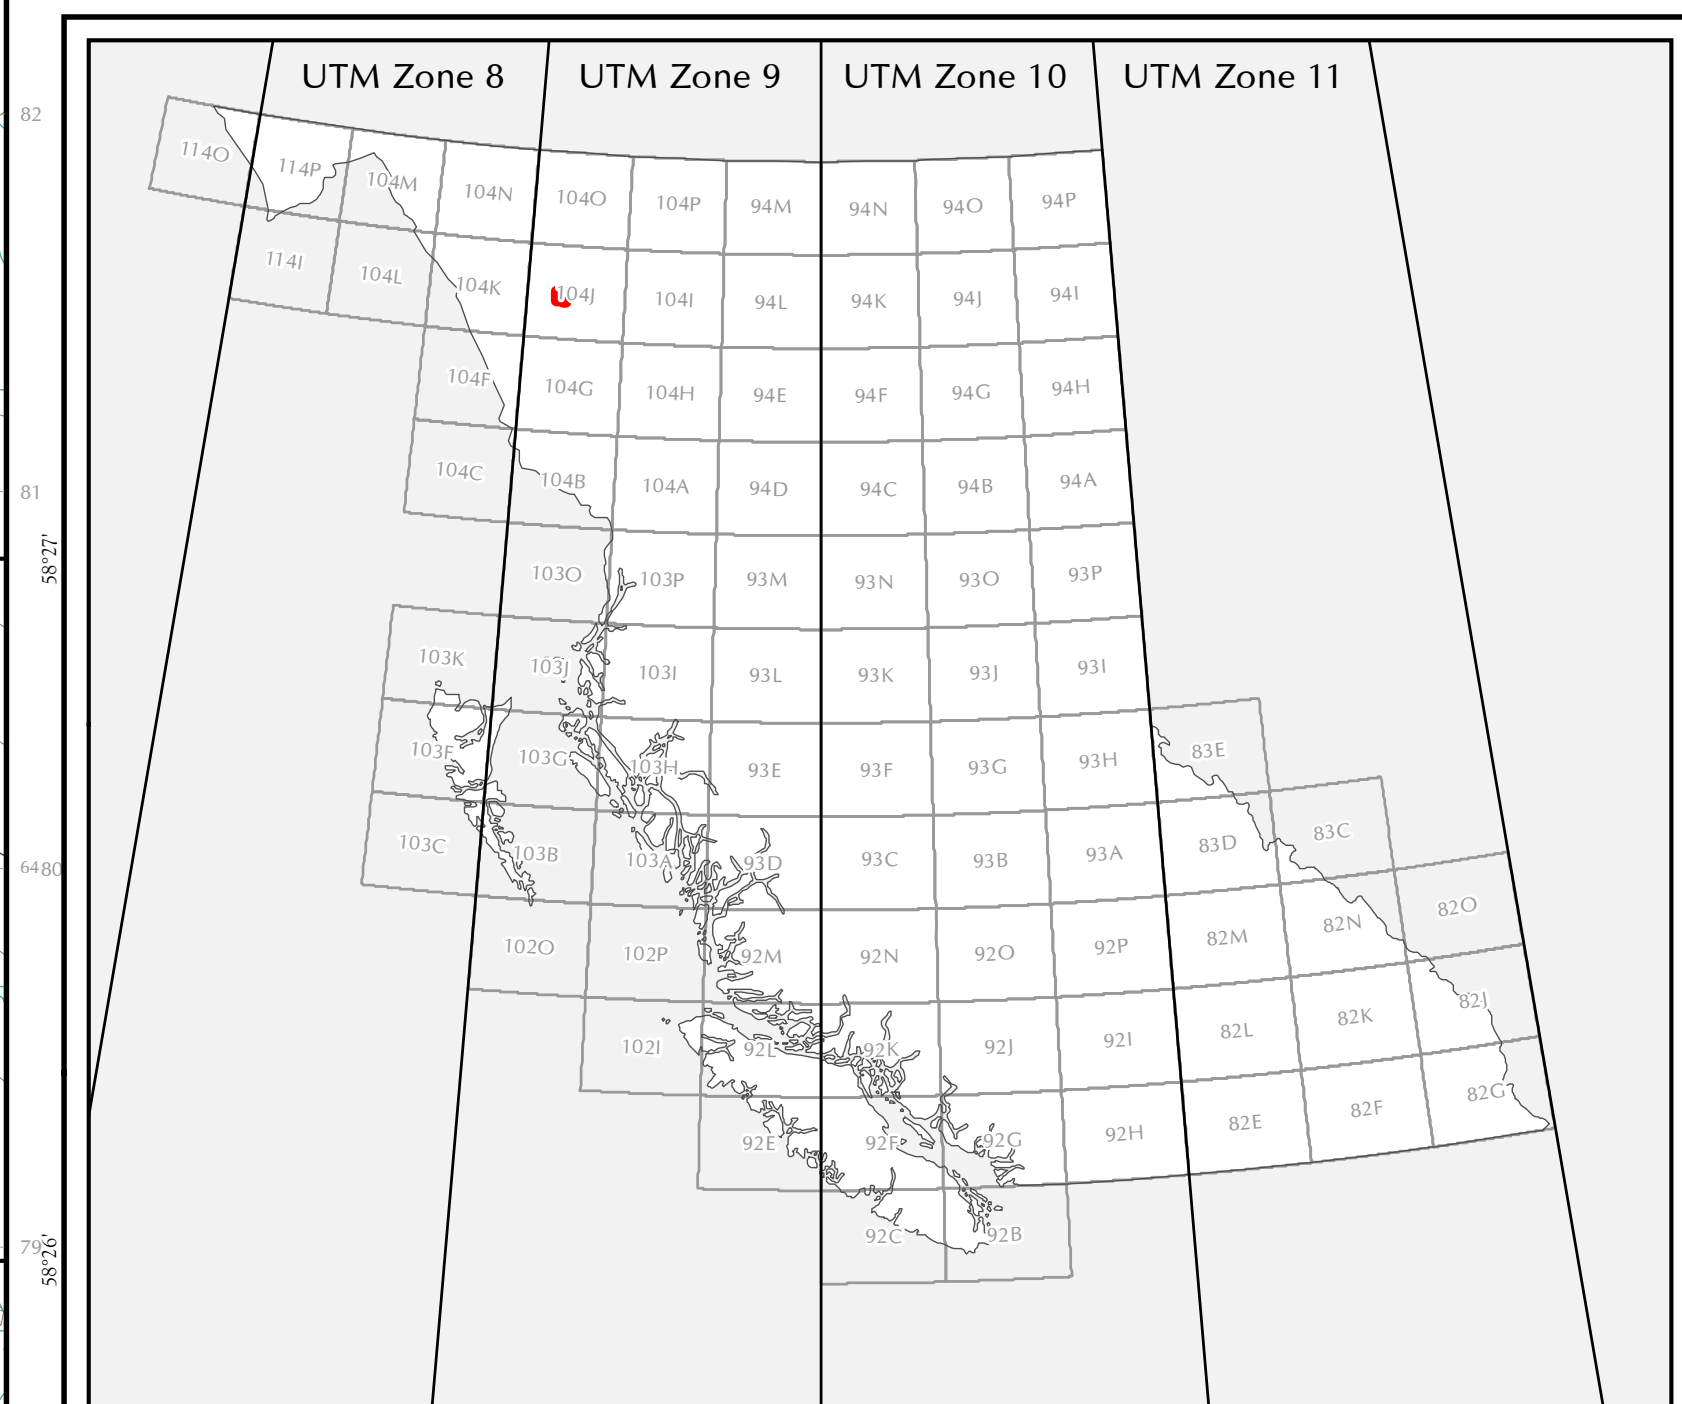 UTM Zone 8 UTM Zone 9 UTM Zone 10 UTM Zone 11
82
114O 114P 104M 104N 104O 104P 94M 94N 94O 94P
114I 104L 104K 104J 104I 94L 94K 94J 94I
104F 104G 104H 94E 94F 94G 94H
81
104C 104B 104A 94D 94C 94B 94A
58°27'
103O 103P 93M 93N 93O 93P
103K 103J 103I 93L 93K 93J 93I
103F 103G 103H 93E 93F 93G 93H 83E
6480
103C 103B 103A 93D 93C 93B 93A 83D 83C
102O 102P 92M 92N 92O 92P 82M 82N 82O
102I 92L 92K 92J 92I 82L 82K 82J
92E 92F 92G 92H 82E 82F 82G
79
58°26'
92C 92B